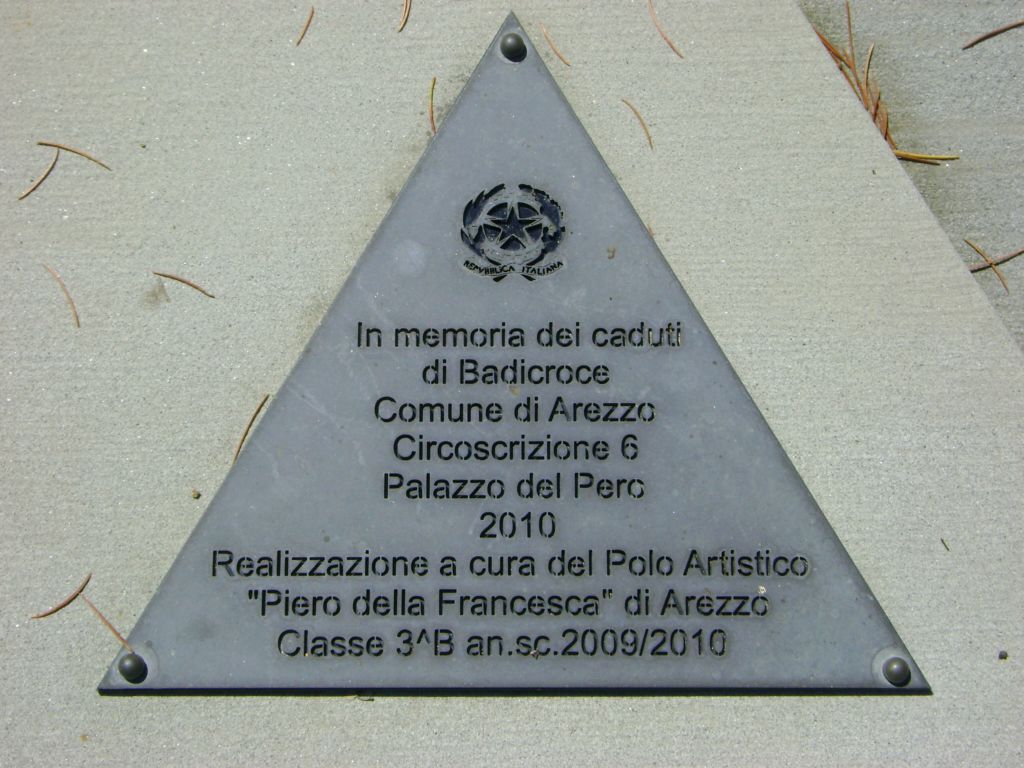 REPVBBLICA ITALIANA
In memoria dei caduti
di Badicroce
Comune di Arezzo
Circoscrizione 6
Palazzo del Pero
2010
Realizzazione a cura del Polo Artistico
"Piero della Francesca" di Arezzo
Classe 3^B an.sc.2009/2010